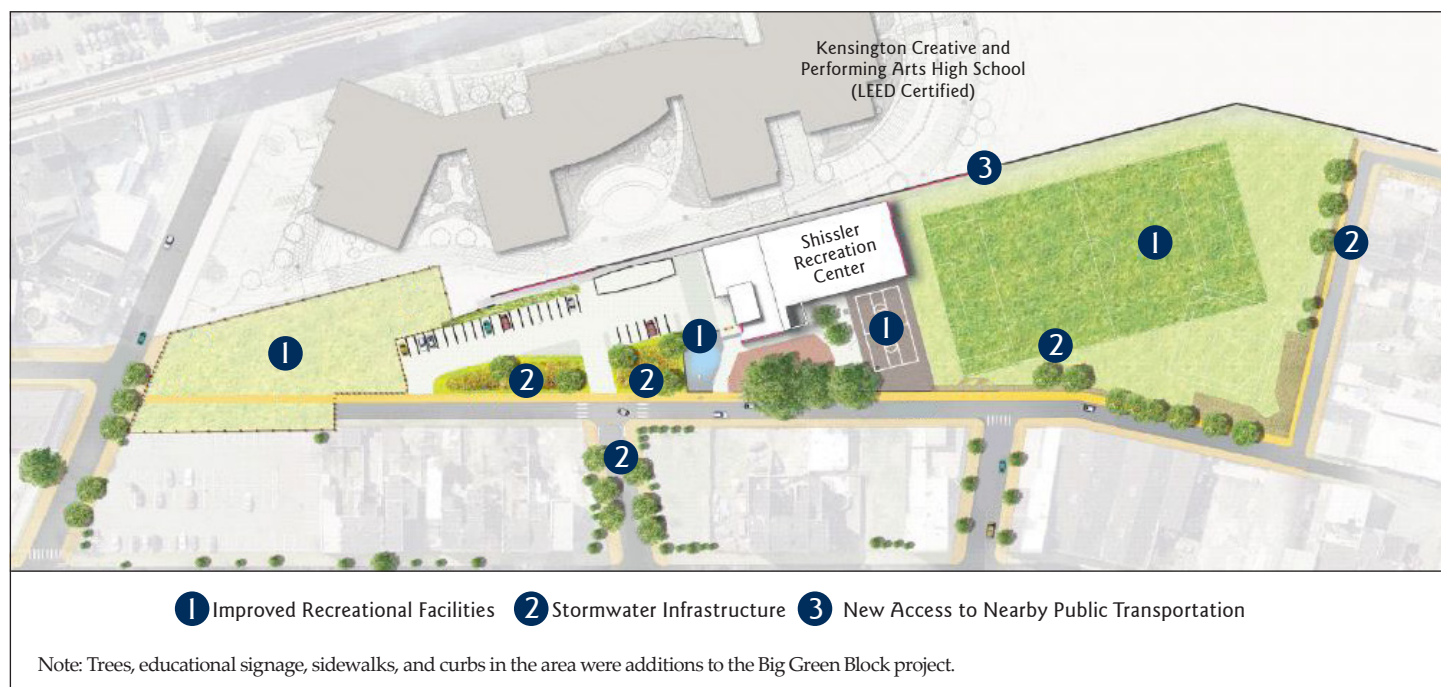 Kensington Creative and
Performing Arts High School
(LEED Certified)
3
Shissler
Recreation
Center
1
2
1
1
1
2
2
2
2
1 Improved Recreational Facilities 2 Stormwater Infrastructure 3 New Access to Nearby Public Transportation
Note: Trees, educational signage, sidewalks, and curbs in the area were additions to the Big Green Block project.